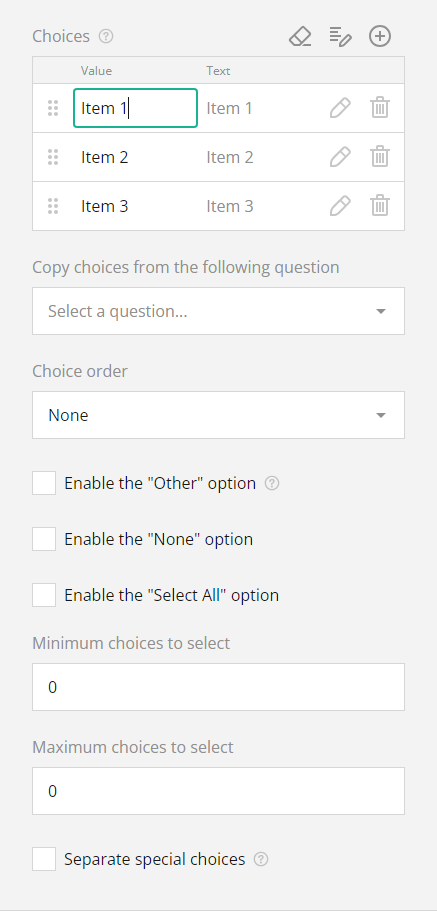 Choices ?
Value Text
Item 1 Item 1
Item 2 Item 2
Item 3 Item 3
Copy choices from the following question
Select a question...
Choice order
None
Enable the "Other" option ?
Enable the "None" option
Enable the "Select All" option
Minimum choices to select
0
Maximum choices to select
0
Separate special choices ?